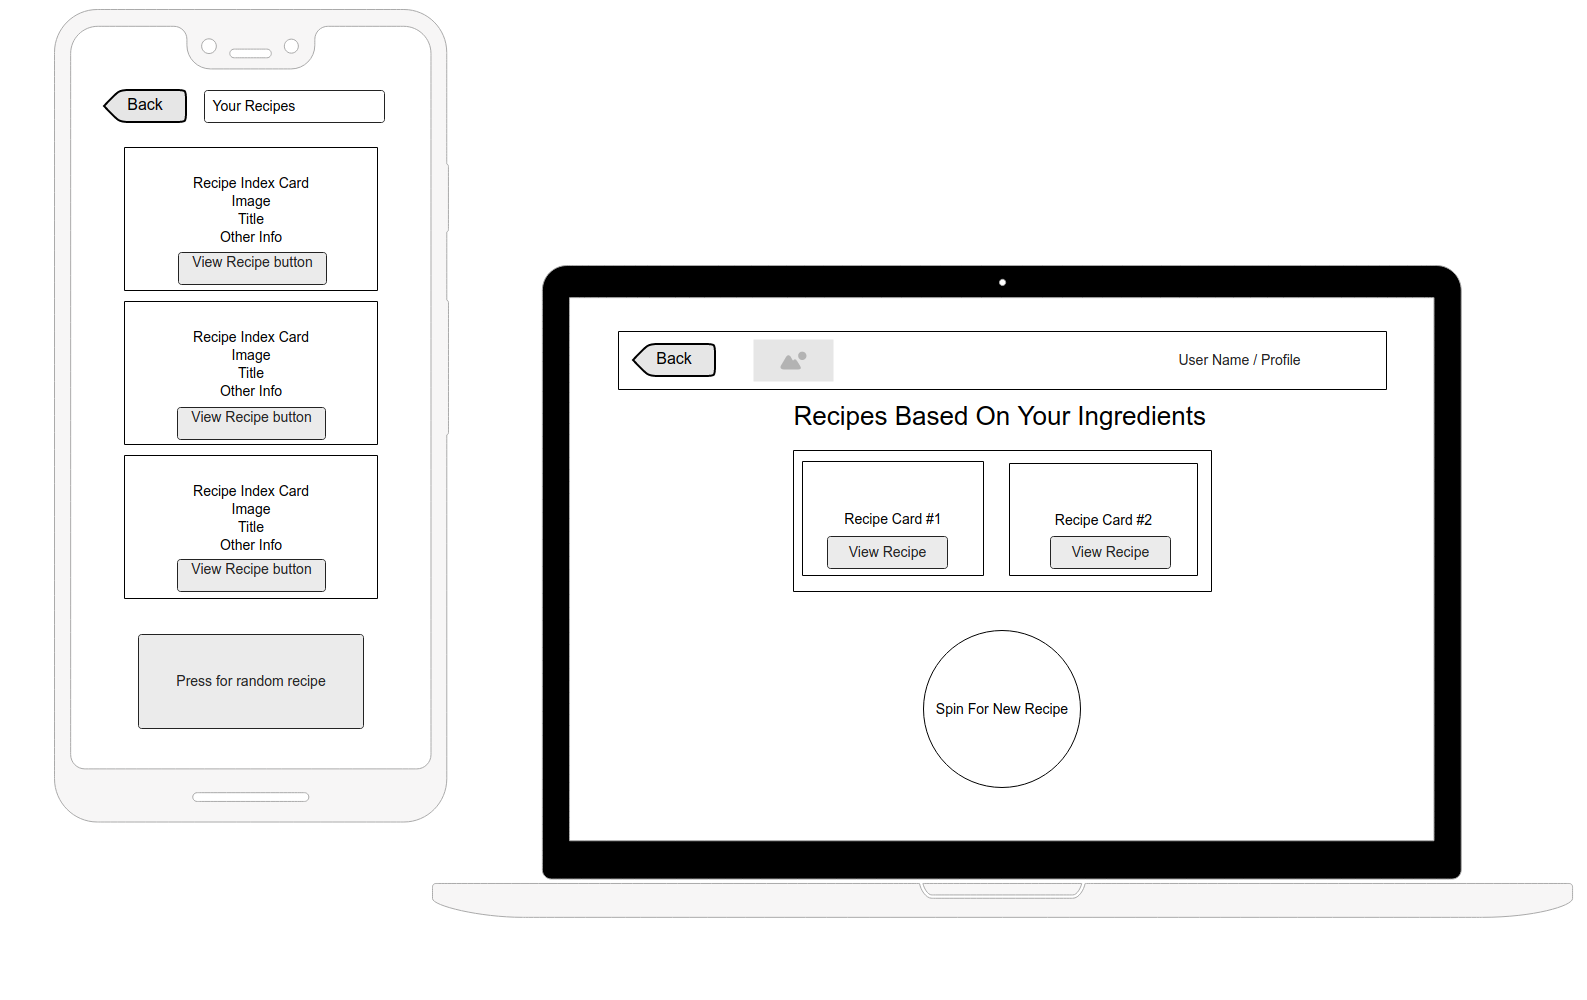 Back
Your Recipes
Recipe Index Card
Image
Title
Other Info
View Recipe button
Recipe Index Card
Image
Title
Other Info
View Recipe button
Recipe Index Card
Image
Title
Other Info
View Recipe button
Press for random recipe
Back
User Name / Profile
Recipes Based On Your Ingredients
Recipe Card #1
View Recipe
Recipe Card #2
View Recipe
Spin For New Recipe